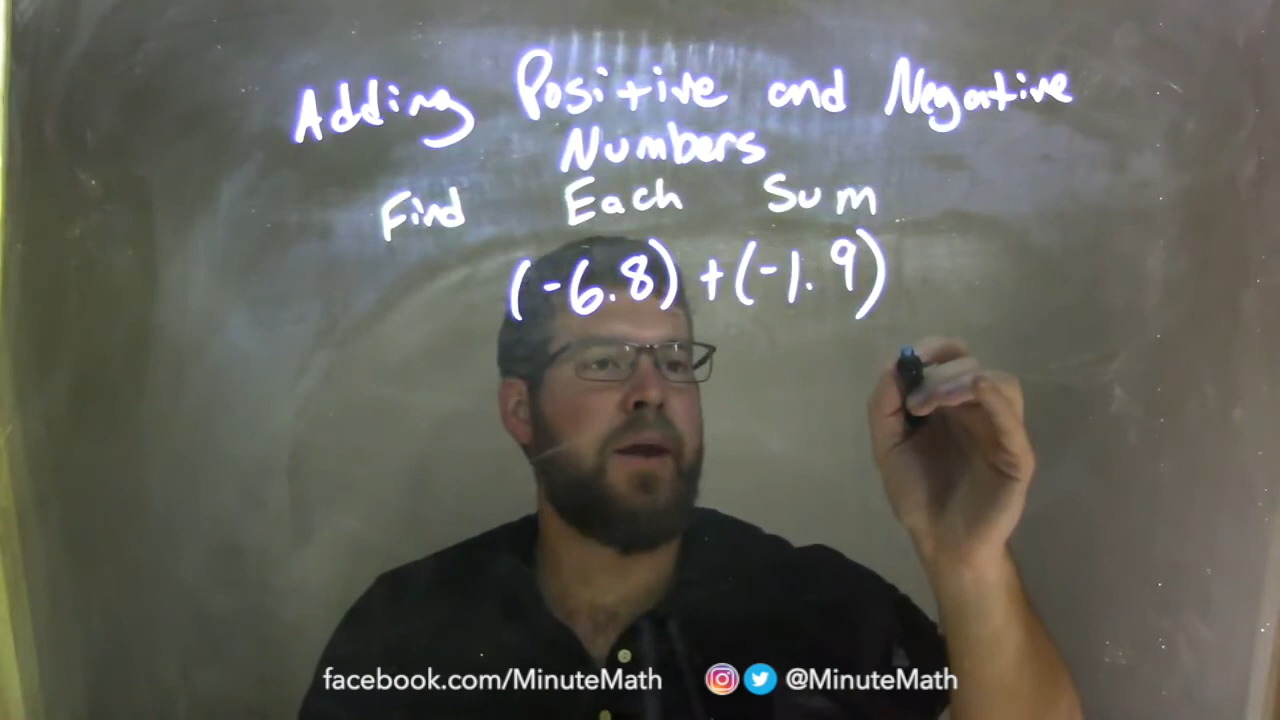 Adding Positive and Negative
Numbers
Find Each Sum
(-6.8) + (-1.9)
facebook.com/MinuteMath @MinuteMath